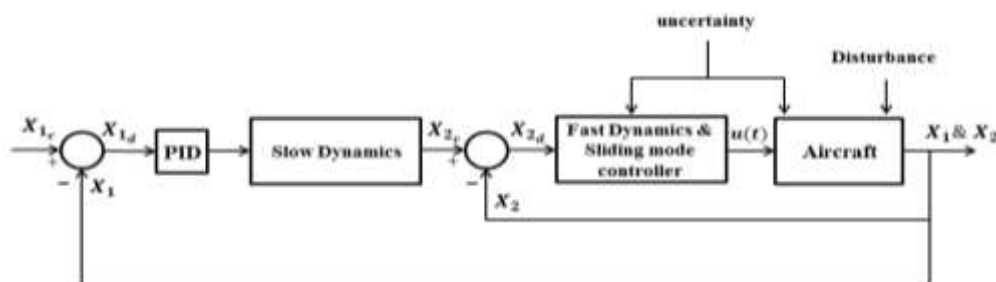 uncertainty
Disturbance
X₁c
X₁d
PID
Slow Dynamics
X₂c
X₂d
Fast Dynamics &
Sliding mode
controller
u(t)
Aircraft
X₁ & X₂
+
−
X₁
+
−
X₂